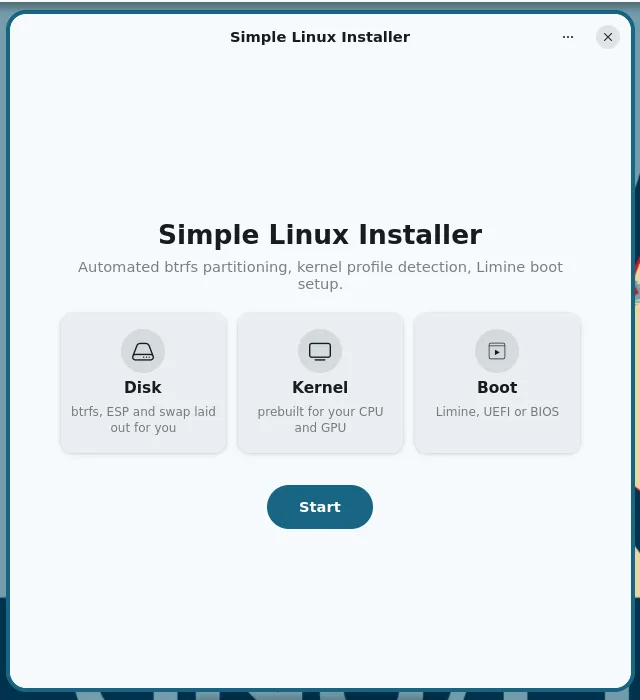 Simple Linux Installer
Simple Linux Installer
Automated btrfs partitioning, kernel profile detection, Limine boot
setup.
Disk
btrfs, ESP and swap laid
out for you
Kernel
prebuilt for your CPU
and GPU
Boot
Limine, UEFI or BIOS
Start